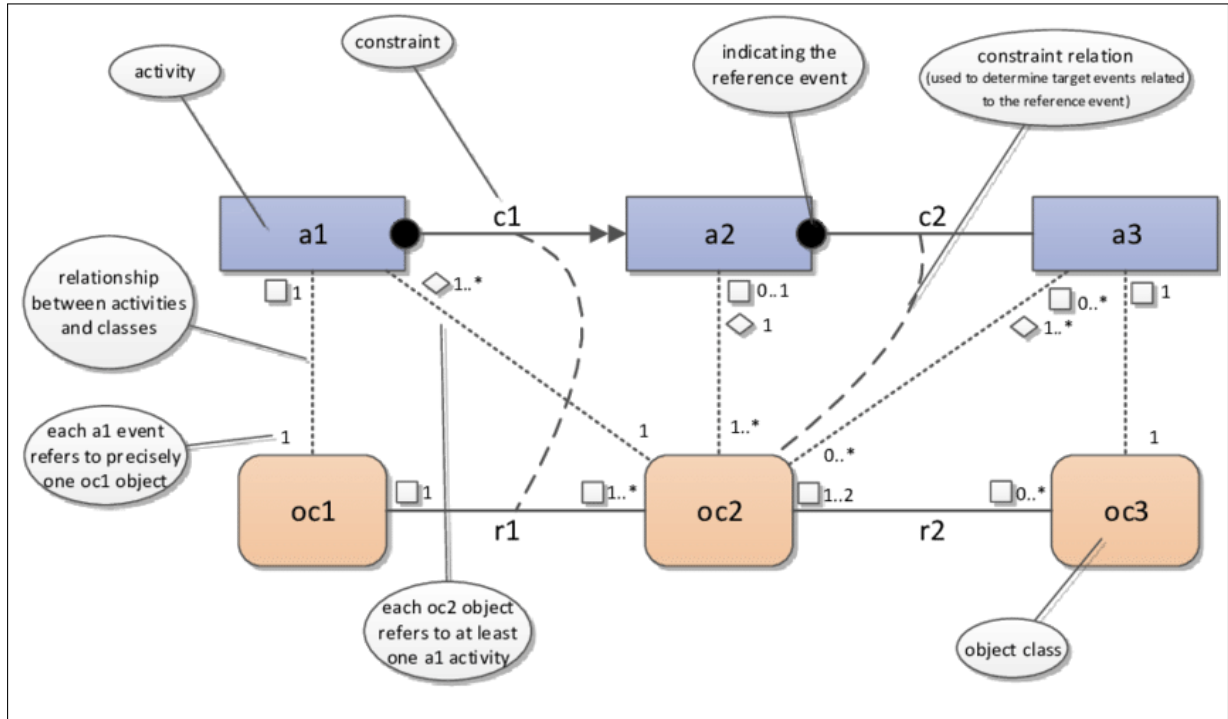 activity
constraint
indicating the
reference event
constraint relation
(used to determine target events related
to the reference event)
a1
c1
a2
c2
a3
relationship
between activities
and classes
1
1..*
0..1
1
0..*
1..*
1
each a1 event
refers to precisely
one oc1 object
1
1
1..*
0..*
1
oc1
1
r1
1..*
oc2
1..2
r2
0..*
oc3
each oc2 object
refers to at least
one a1 activity
object class